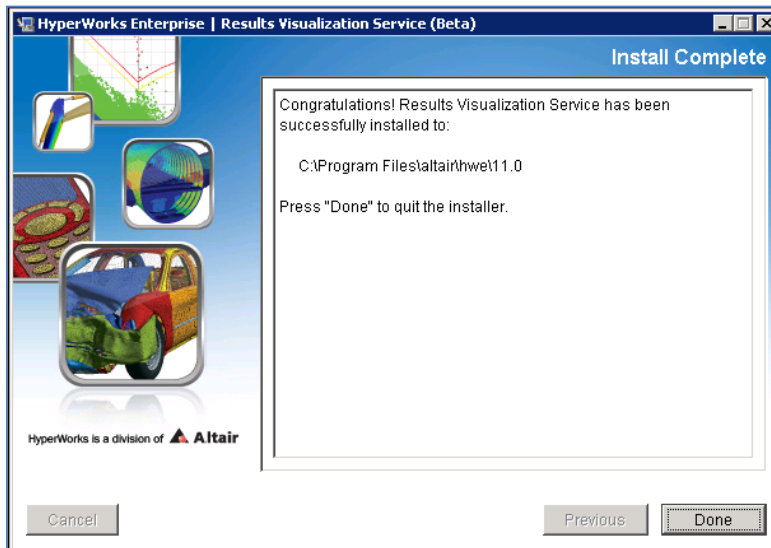 HyperWorks Enterprise | Results Visualization Service (Beta)
Install Complete
Congratulations! Results Visualization Service has been
successfully installed to:
C:\Program Files\altair\hwe\11.0
Press "Done" to quit the installer.
HyperWorks is a division of Altair
Cancel
Previous
Done